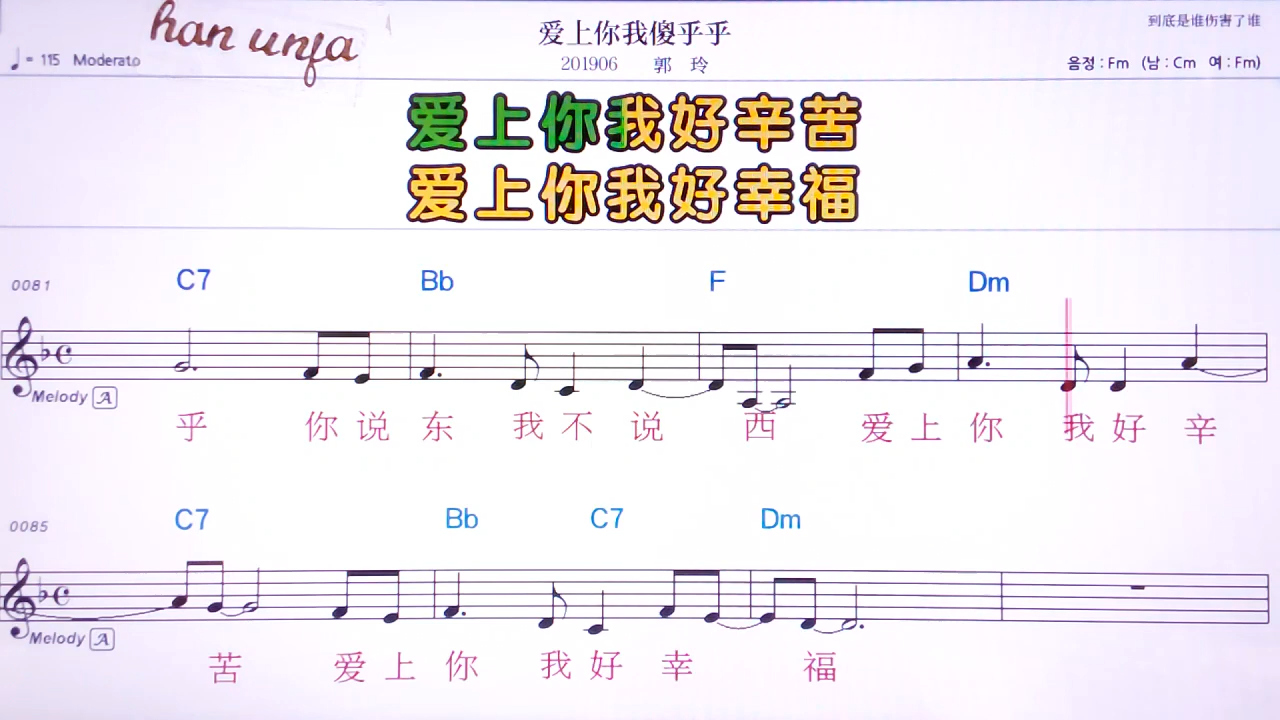 han unja
爱上你我傻乎乎
到底是谁伤害了谁
♩= 115 Moderato
201906 郭 玲
음정 : Fm (남 : Cm 여 : Fm)
爱上你我好辛苦
爱上你我好幸福
0081 C7 Bb F Dm
Melody A
乎 你 说 东 我 不 说 西 爱 上 你 我 好 辛
0085 C7 Bb C7 Dm
Melody A
苦 爱 上 你 我 好 幸 福